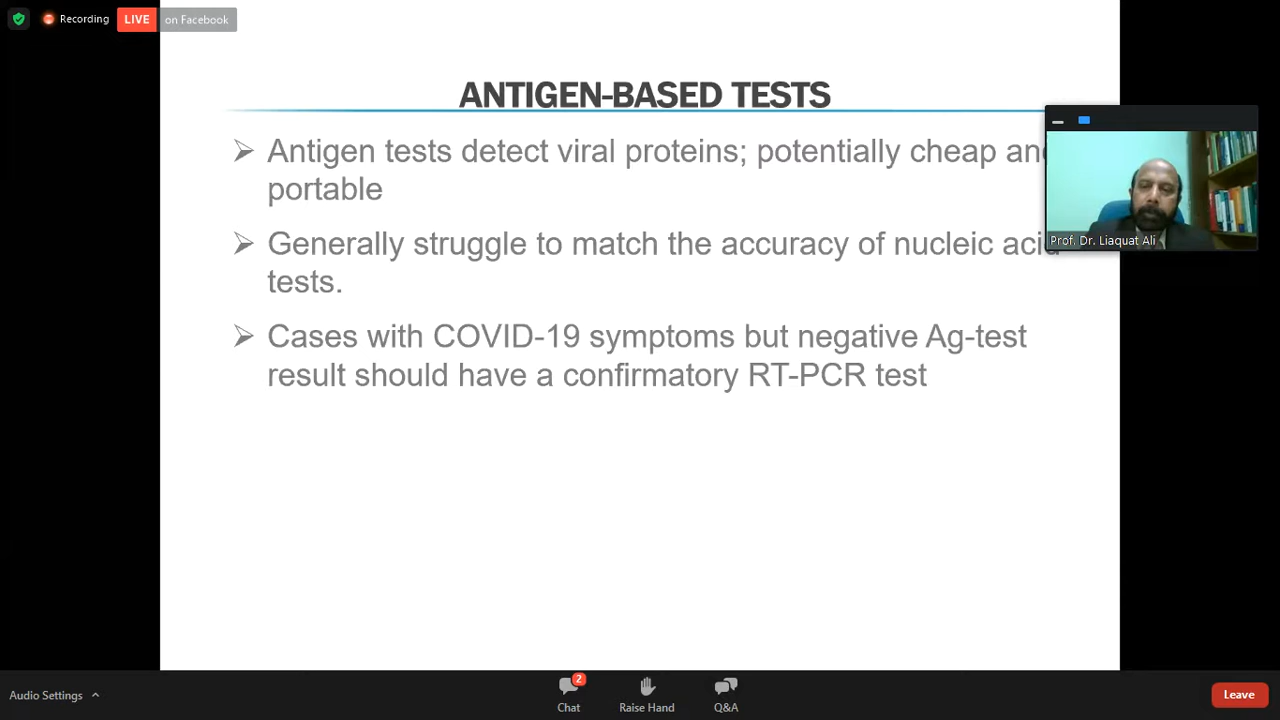 Recording LIVE on Facebook
ANTIGEN-BASED TESTS
➢ Antigen tests detect viral proteins; potentially cheap and
portable
➢ Generally struggle to match the accuracy of nucleic acid
tests.
➢ Cases with COVID-19 symptoms but negative Ag-test
result should have a confirmatory RT-PCR test
Prof. Dr. Liaquat Ali
Audio Settings
2
Chat
Raise Hand
Q&A
Leave